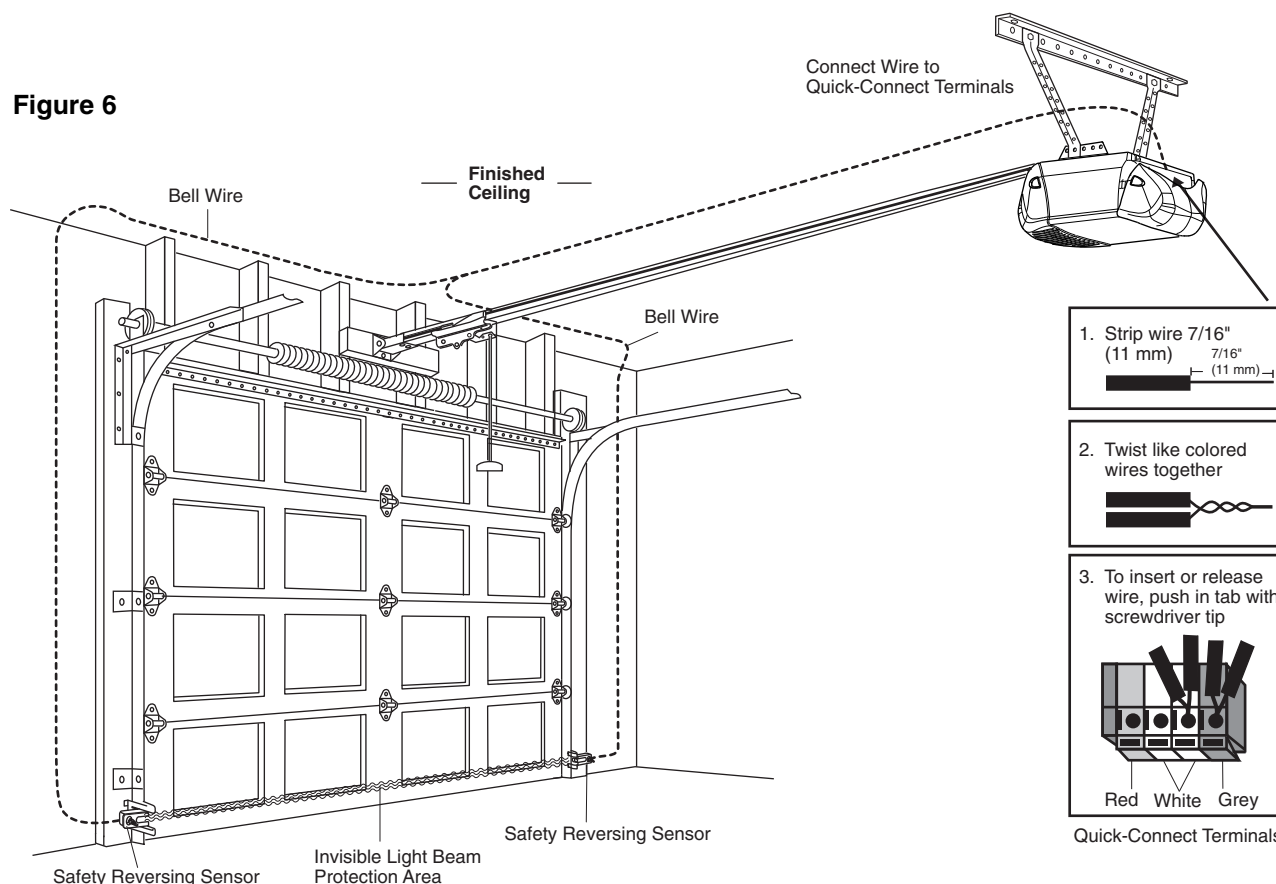 Figure 6
Connect Wire to
Quick-Connect Terminals
Finished
Ceiling
Bell Wire
Bell Wire
1. Strip wire 7/16"
(11 mm)
7/16"
(11 mm)
2. Twist like colored
wires together
3. To insert or release
wire, push in tab with
screwdriver tip
Red White Grey
Quick-Connect Terminals
Safety Reversing Sensor
Invisible Light Beam
Protection Area
Safety Reversing Sensor